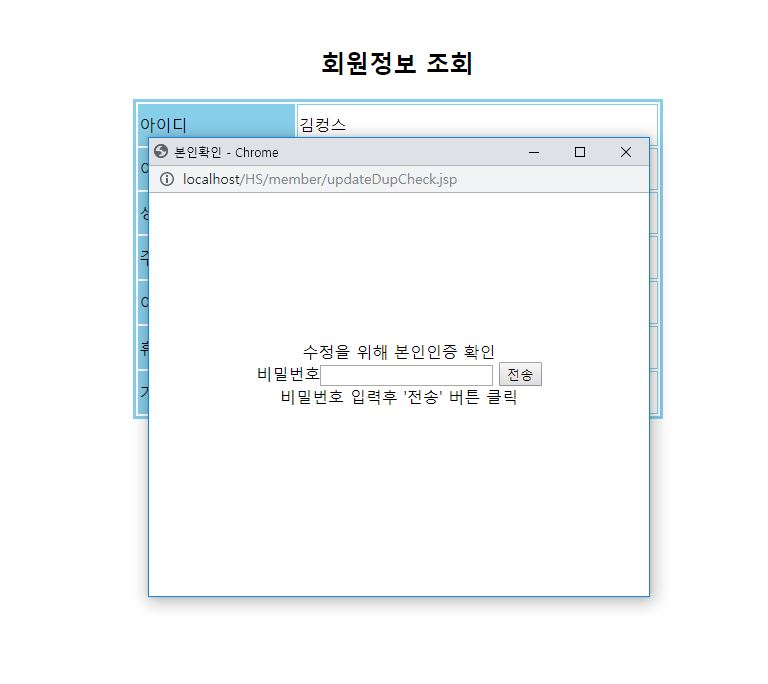 회원정보 조회
아이디 김컹스
본인확인 - Chrome
localhost/HS/member/updateDupCheck.jsp
수정을 위해 본인인증 확인
비밀번호 전송
비밀번호 입력후 '전송' 버튼 클릭